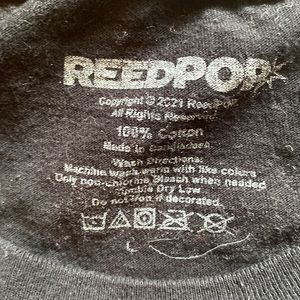 REEDPOP
Copyright © 2021 ReedPOP
All Rights Reserved
100% Cotton
Made in Bangladesh
Wash Directions:
Machine wash warm with like colors
Only non-chlorine Bleach when needed
Tumble Dry Low
Do not iron if decorated.
L